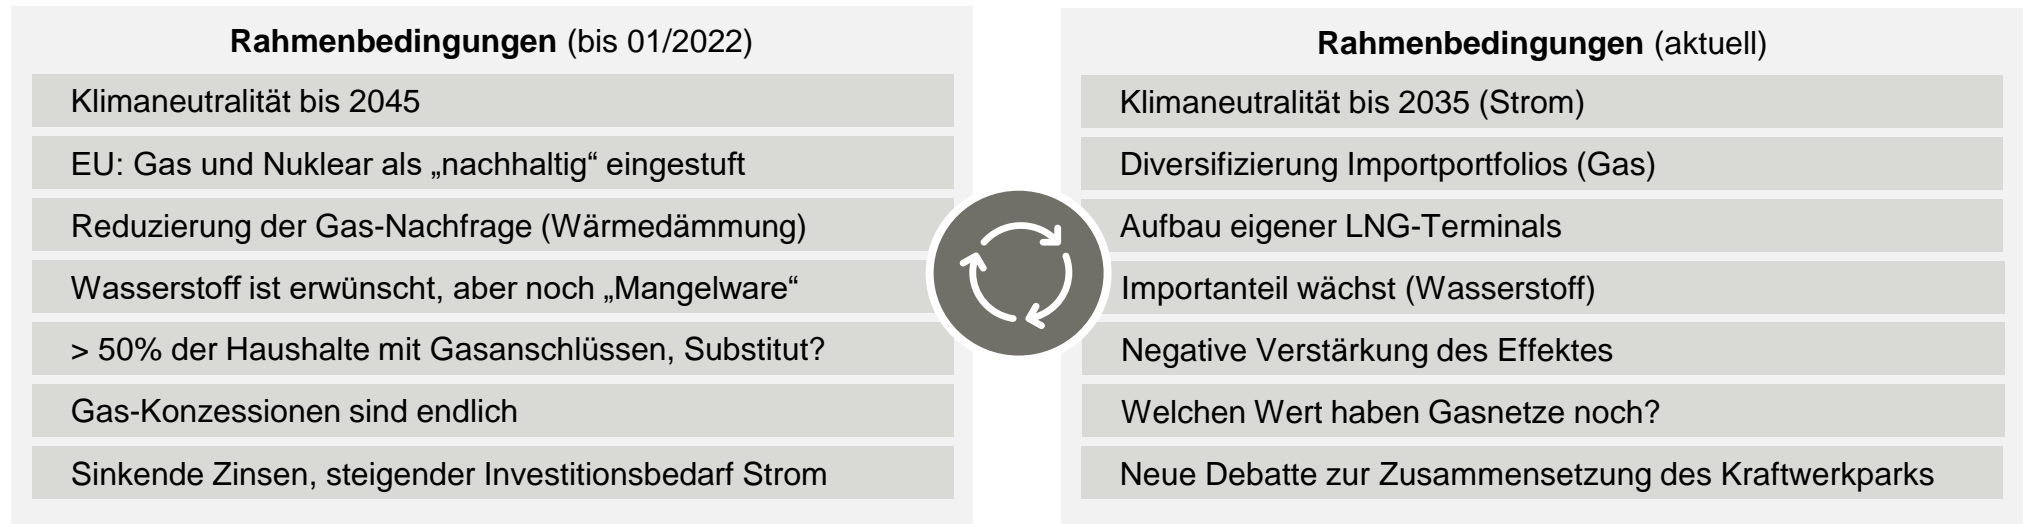 Rahmenbedingungen (bis 01/2022)
Klimaneutralität bis 2045
EU: Gas und Nuklear als „nachhaltig“ eingestuft
Reduzierung der Gas-Nachfrage (Wärmedämmung)
Wasserstoff ist erwünscht, aber noch „Mangelware“
> 50% der Haushalte mit Gasanschlüssen, Substitut?
Gas-Konzessionen sind endlich
Sinkende Zinsen, steigender Investitionsbedarf Strom
Rahmenbedingungen (aktuell)
Klimaneutralität bis 2035 (Strom)
Diversifizierung Importportfolios (Gas)
Aufbau eigener LNG-Terminals
Importanteil wächst (Wasserstoff)
Negative Verstärkung des Effektes
Welchen Wert haben Gasnetze noch?
Neue Debatte zur Zusammensetzung des Kraftwerkparks